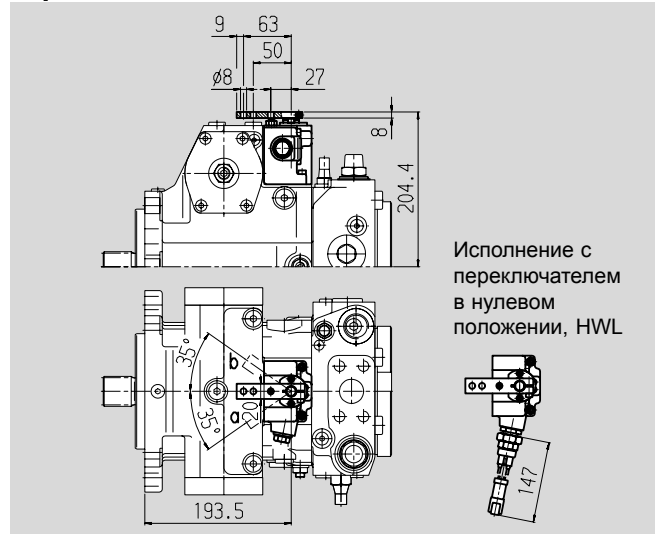 9 63
50
ø8 27
8
204.4
Исполнение с
переключателем
в нулевом
положении, HWL
35°
b
a
35°
20
147
193.5